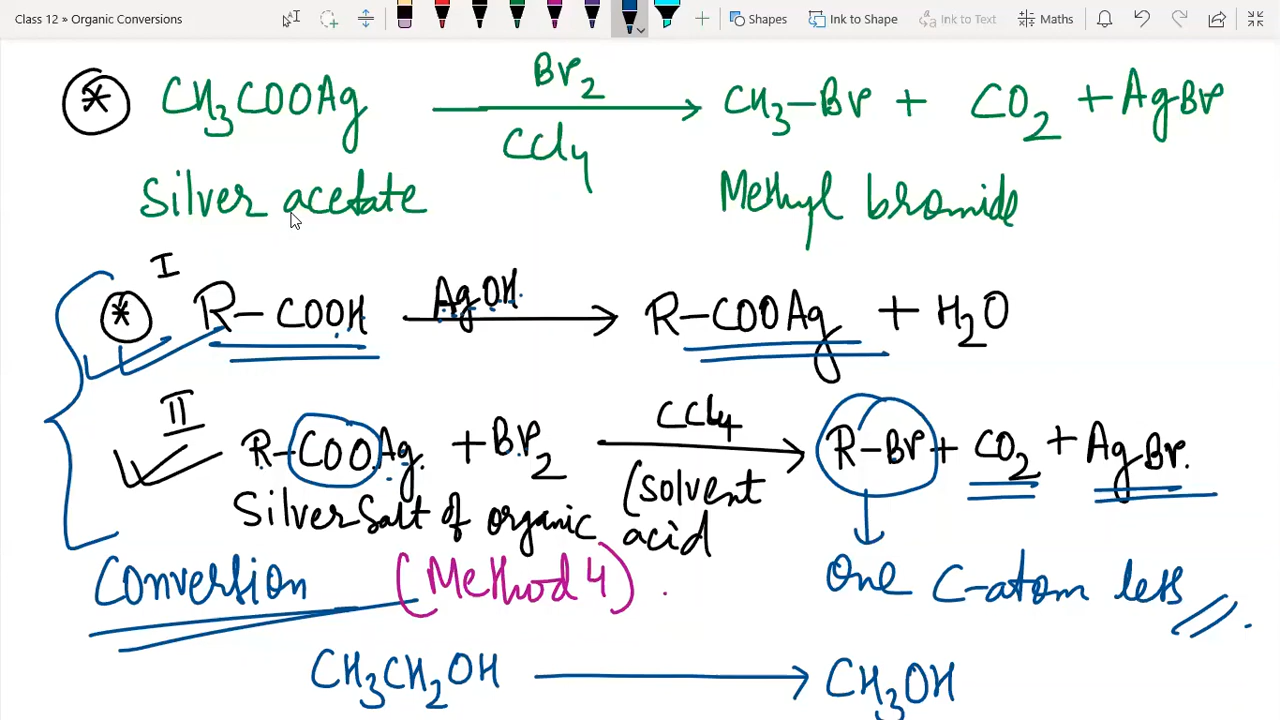 Class 12 » Organic Conversions
Shapes Ink to Shape Ink to Text Maths
* CH₃COOAg Br₂ CCl₄ CH₃–Br + CO₂ + AgBr
Silver acetate Methyl bromide
I
* R–COOH AgOH R–COOAg + H₂O
II
R–COOAg + Br₂ CCl₄ R–Br + CO₂ + AgBr
Silver Salt of organic (solvent
acid
Conversion (Method 4). One C-atom less
CH₃CH₂OH → CH₃OH